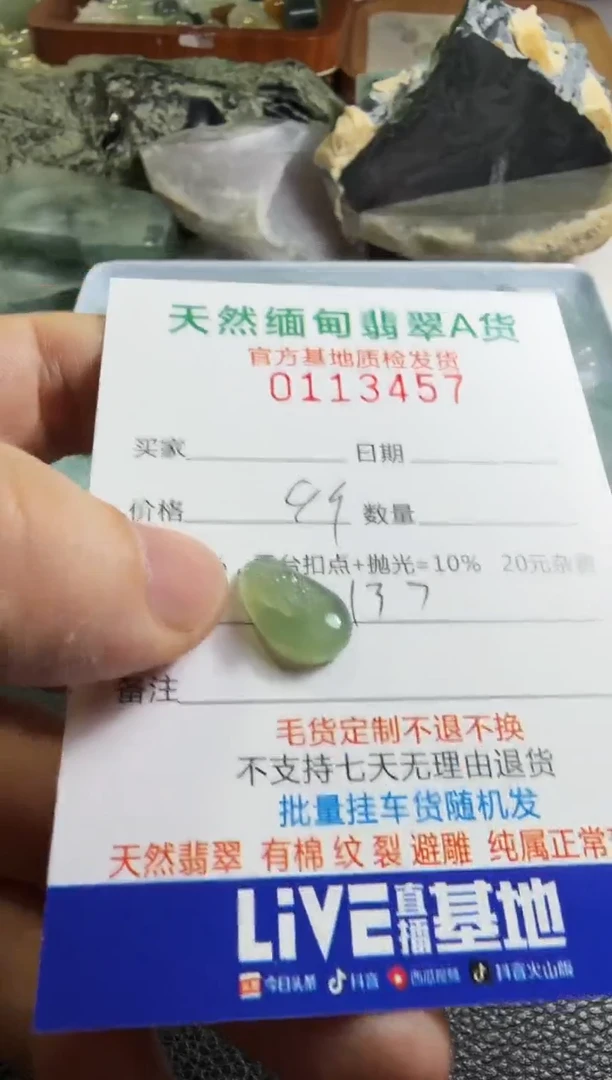 天然缅甸翡翠A货
官方基地质检发货
0113457
买家 日期
价格 99 数量
台扣点+抛光=10% 20元杂费
137
备注
毛货定制不退不换
不支持七天无理由退货
批量挂车货随机发
天然翡翠 有棉 纹 裂 避雕 纯属正常
LiVE直播基地
今日头条 抖音 西瓜视频 抖音火山版